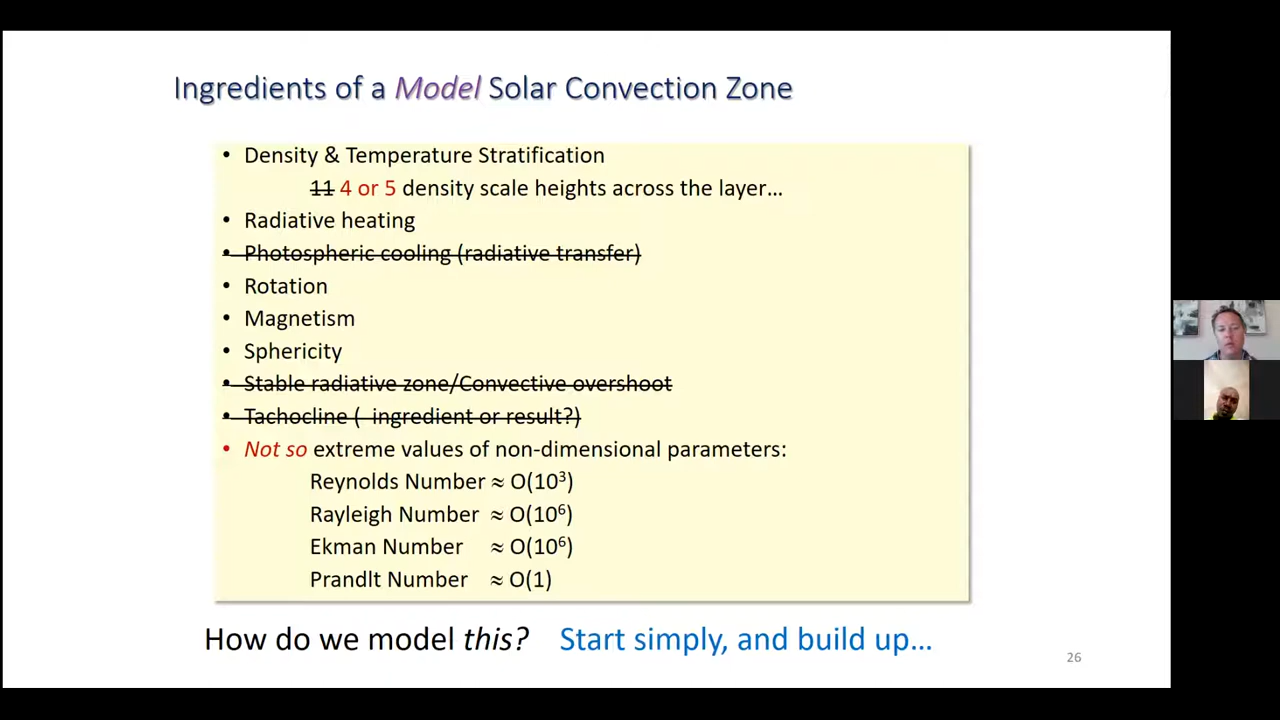 Ingredients of a Model Solar Convection Zone
• Density & Temperature Stratification
11 4 or 5 density scale heights across the layer…
• Radiative heating
• Photospheric cooling (radiative transfer)
• Rotation
• Magnetism
• Sphericity
• Stable radiative zone/Convective overshoot
• Tachocline ( ingredient or result?)
• Not so extreme values of non-dimensional parameters:
Reynolds Number ≈ O(10³)
Rayleigh Number ≈ O(10⁶)
Ekman Number ≈ O(10⁶)
Prandlt Number ≈ O(1)
How do we model this? Start simply, and build up…
26